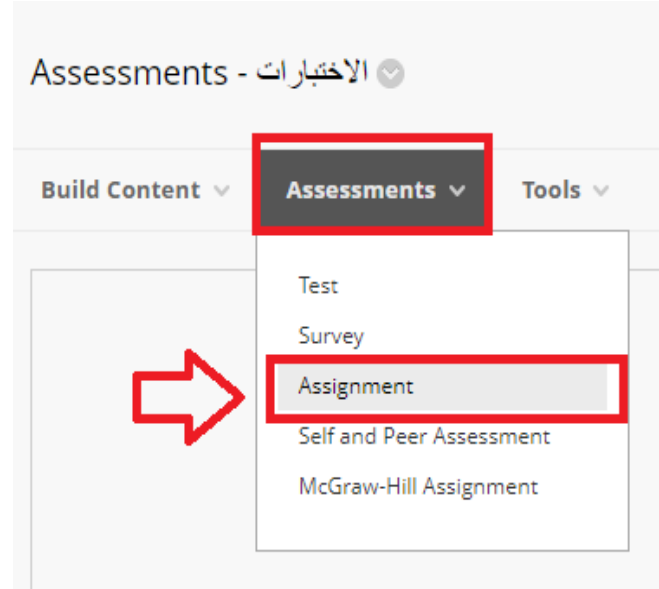 Assessments - الاختبارات
Build Content Assessments Tools
Test
Survey
Assignment
Self and Peer Assessment
McGraw-Hill Assignment